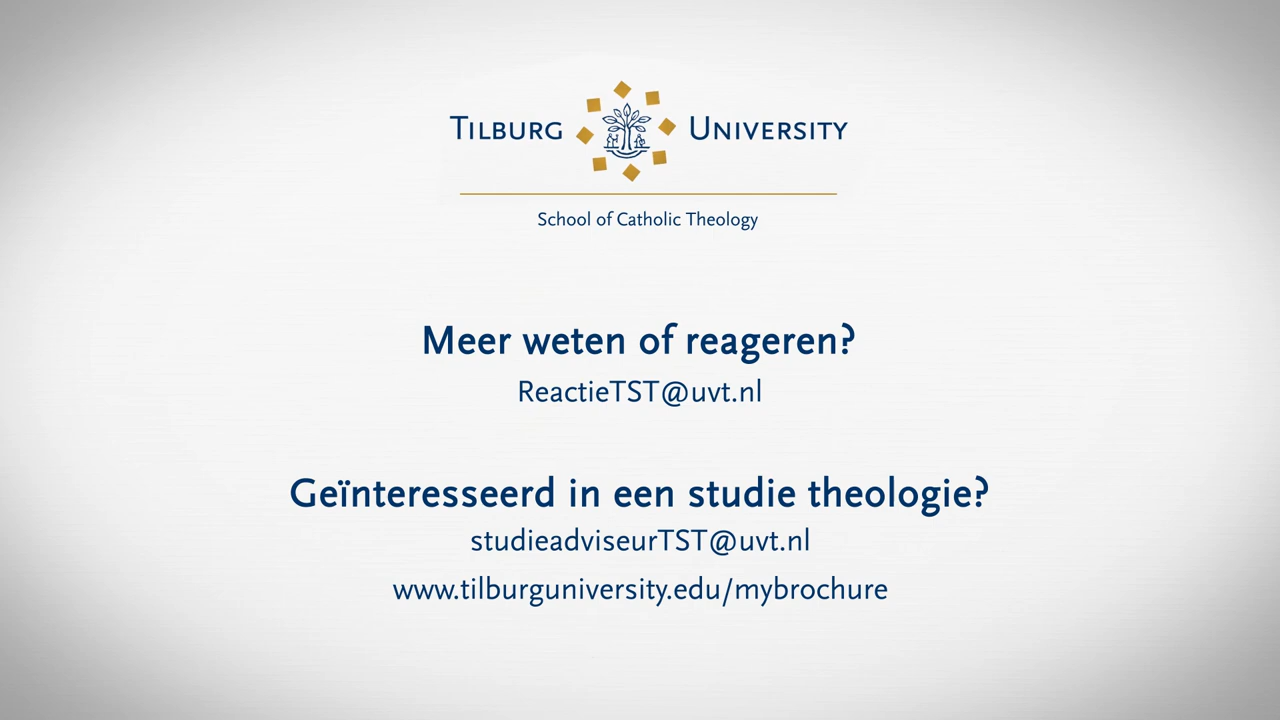 TILBURG UNIVERSITY
School of Catholic Theology
Meer weten of reageren?
ReactieTST@uvt.nl
Geïnteresseerd in een studie theologie?
studieadviseurTST@uvt.nl
www.tilburguniversity.edu/mybrochure